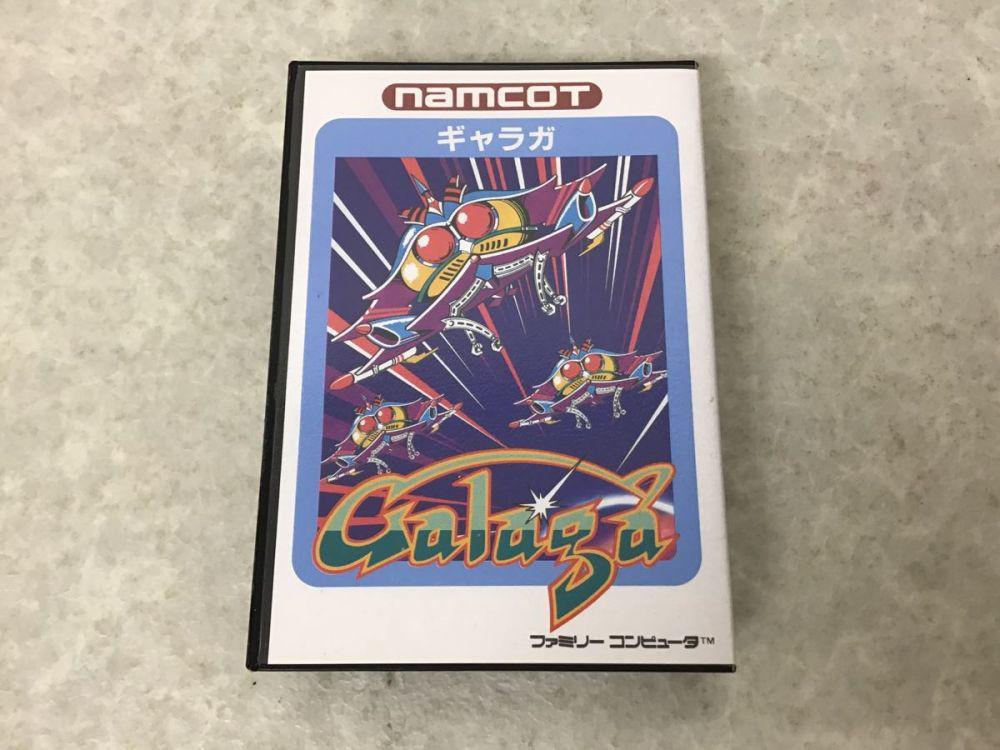 namcoT
ギャラガ
Galaga
ファミリー コンピュータ™